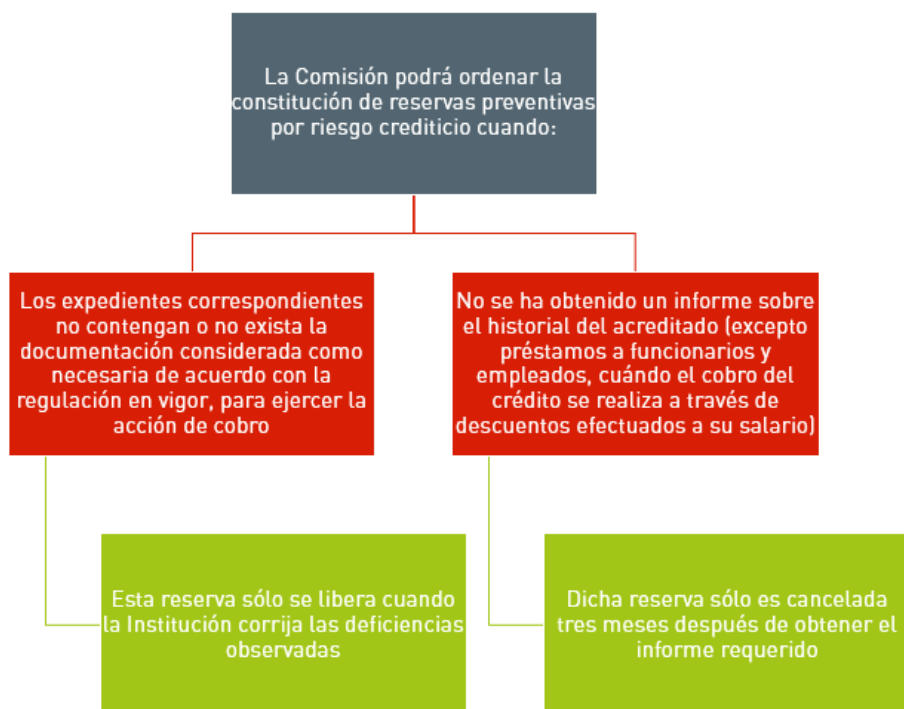 La Comisión podrá ordenar la
constitución de reservas preventivas
por riesgo crediticio cuando:
Los expedientes correspondientes
no contengan o no exista la
documentación considerada como
necesaria de acuerdo con la
regulación en vigor, para ejercer la
acción de cobro
No se ha obtenido un informe sobre
el historial del acreditado (excepto
préstamos a funcionarios y
empleados, cuándo el cobro del
crédito se realiza a través de
descuentos efectuados a su salario)
Esta reserva sólo se libera cuando
la Institución corrija las deficiencias
observadas
Dicha reserva sólo es cancelada
tres meses después de obtener el
informe requerido